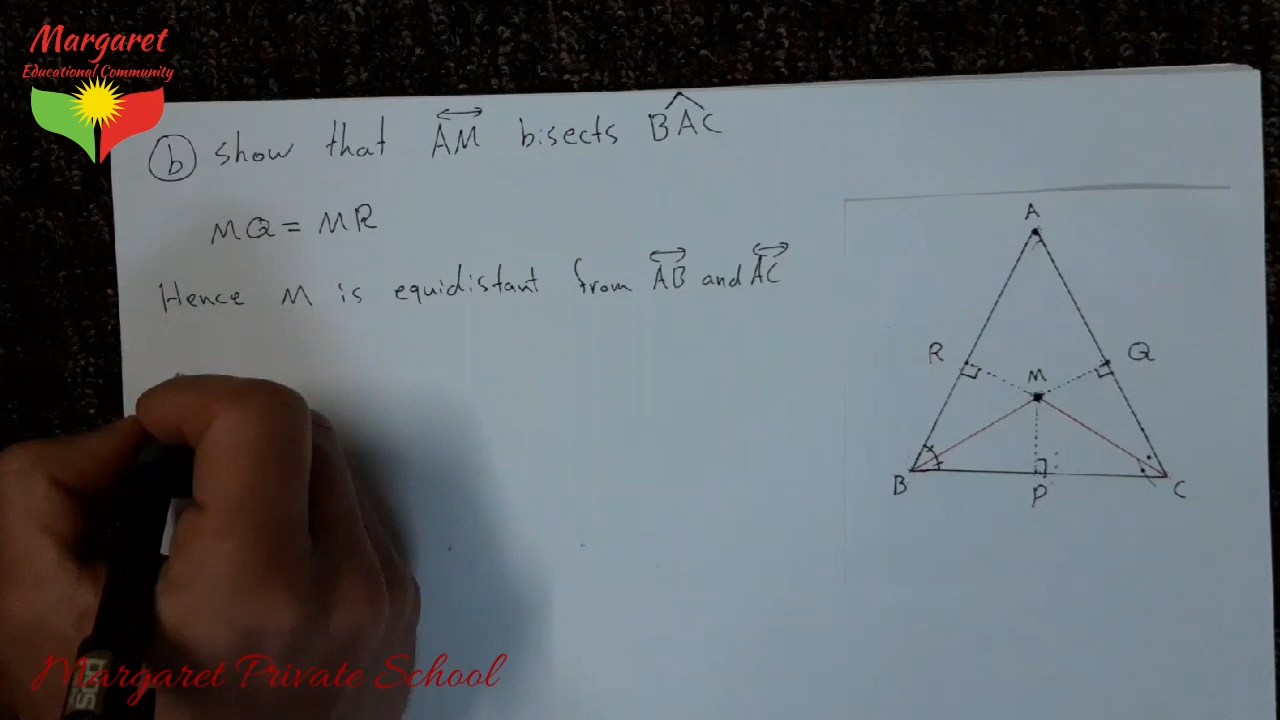 Margaret
Educational Community
b show that AM bisects BAC
MQ = MR
Hence M is equidistant from AB and AC
A
R
Q
M
B
P
C
Margaret Private School